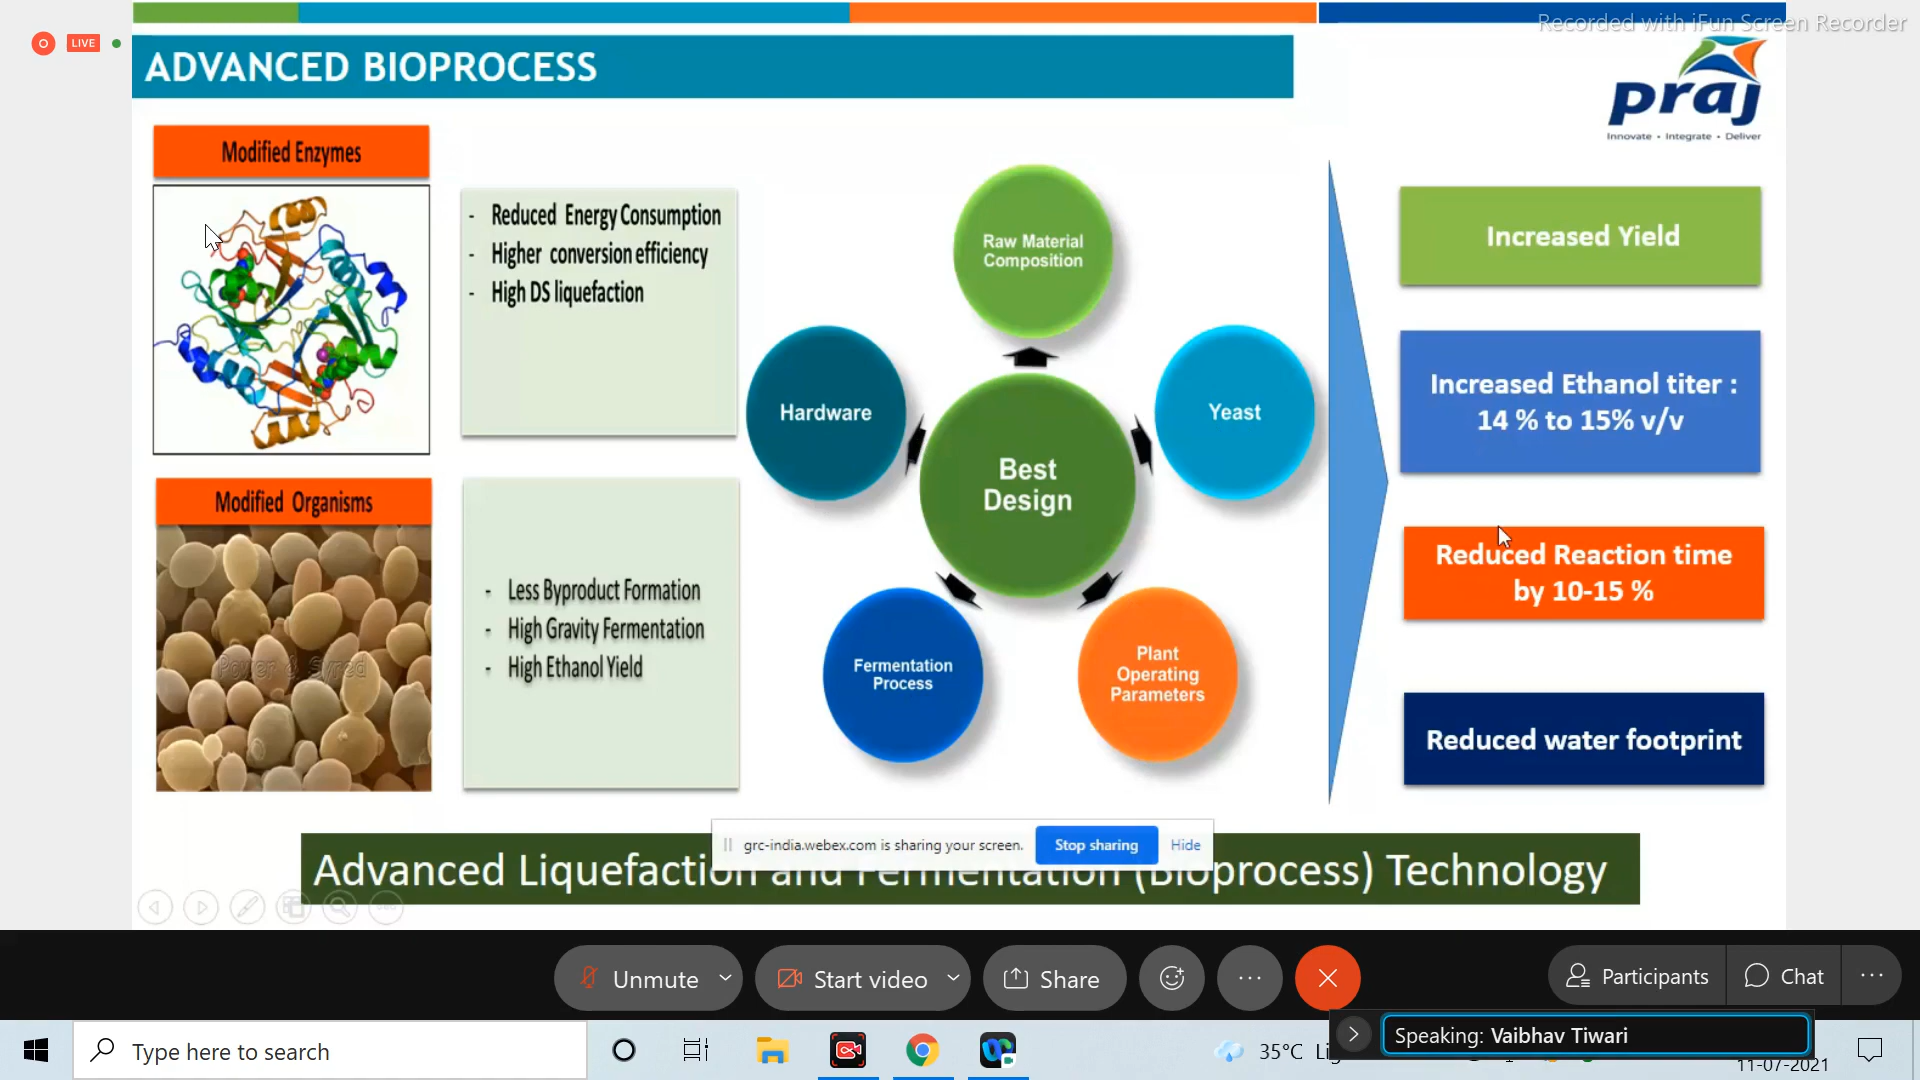 Recorded with iFun Screen Recorder
LIVE
ADVANCED BIOPROCESS
praj
Innovate • Integrate • Deliver
Modified Enzymes
- Reduced Energy Consumption
- Higher conversion efficiency
- High DS liquefaction
Modified Organisms
- Less Byproduct Formation
- High Gravity Fermentation
- High Ethanol Yield
Raw Material
Composition
Hardware
Yeast
Best
Design
Fermentation
Process
Plant
Operating
Parameters
Increased Yield
Increased Ethanol titer :
14 % to 15% v/v
Reduced Reaction time
by 10-15 %
Reduced water footprint
grc-india.webex.com is sharing your screen.
Stop sharing
Hide
Advanced Liquefaction and Fermentation (Bioprocess) Technology
Unmute
Start video
Share
Participants
Chat
Speaking: Vaibhav Tiwari
Type here to search
35°C
11-07-2021